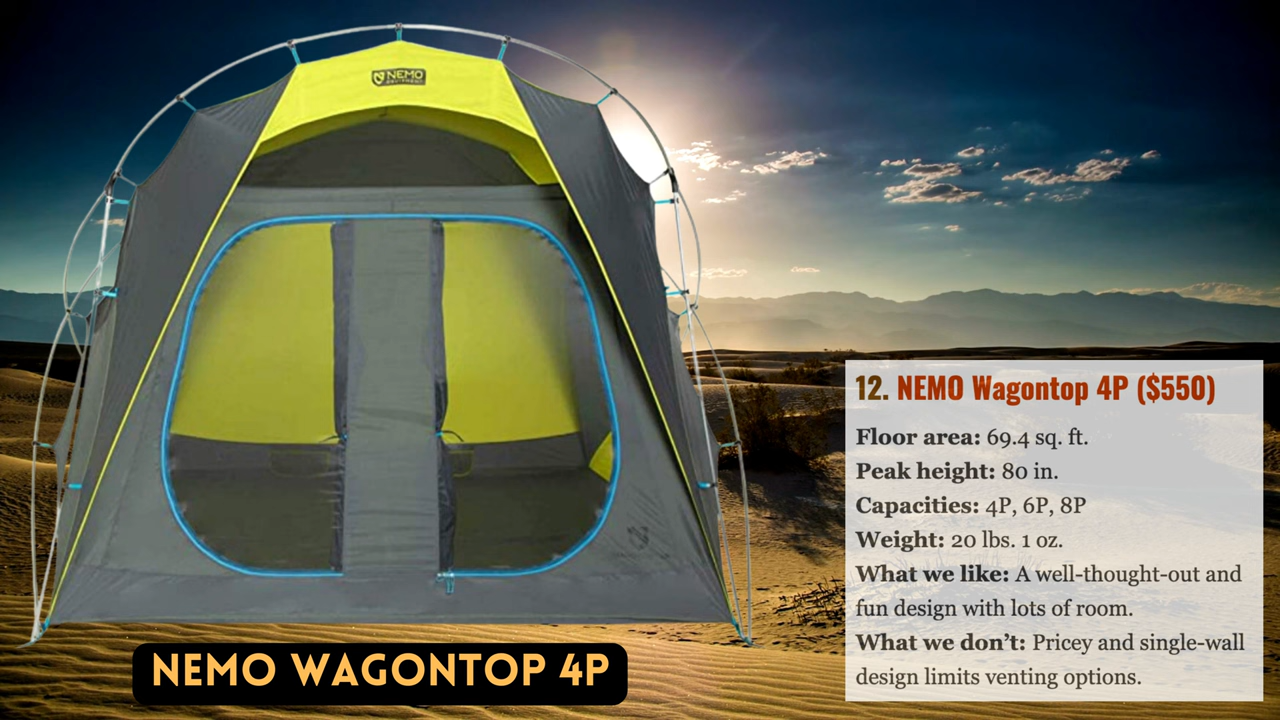 NEMO
12. NEMO Wagontop 4P ($550)
Floor area: 69.4 sq. ft.
Peak height: 80 in.
Capacities: 4P, 6P, 8P
Weight: 20 lbs. 1 oz.
What we like: A well-thought-out and
fun design with lots of room.
What we don’t: Pricey and single-wall
design limits venting options.
NEMO WAGONTOP 4P